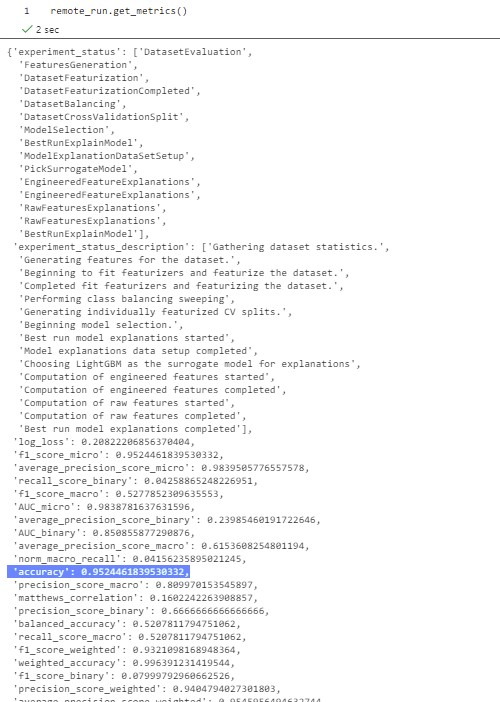 1 remote_run.get_metrics()
2 sec
{'experiment_status': ['DatasetEvaluation',
'FeaturesGeneration',
'DatasetFeaturization',
'DatasetFeaturizationCompleted',
'DatasetBalancing',
'DatasetCrossValidationSplit',
'ModelSelection',
'BestRunExplainModel',
'ModelExplanationDataSetSetup',
'PickSurrogateModel',
'EngineeredFeatureExplanations',
'EngineeredFeatureExplanations',
'RawFeaturesExplanations',
'RawFeaturesExplanations',
'BestRunExplainModel'],
'experiment_status_description': ['Gathering dataset statistics.',
'Generating features for the dataset.',
'Beginning to fit featurizers and featurize the dataset.',
'Completed fit featurizers and featurizing the dataset.',
'Performing class balancing sweeping',
'Generating individually featurized CV splits.',
'Beginning model selection.',
'Best run model explanations started',
'Model explanations data setup completed',
'Choosing LightGBM as the surrogate model for explanations',
'Computation of engineered features started',
'Computation of engineered features completed',
'Computation of raw features started',
'Computation of raw features completed',
'Best run model explanations completed'],
'log_loss': 0.20822206856370404,
'f1_score_micro': 0.9524461839530332,
'average_precision_score_micro': 0.9839505776557578,
'recall_score_binary': 0.04258865248226951,
'f1_score_macro': 0.5277852309635553,
'AUC_micro': 0.9838781637631596,
'average_precision_score_binary': 0.23985460191722646,
'AUC_binary': 0.850855877290876,
'average_precision_score_macro': 0.6153608254801194,
'norm_macro_recall': 0.04156235895021245,
'accuracy': 0.9524461839530332,
'precision_score_macro': 0.809970153545897,
'matthews_correlation': 0.1602242263908857,
'precision_score_binary': 0.6666666666666666,
'balanced_accuracy': 0.5207811794751062,
'recall_score_macro': 0.5207811794751062,
'f1_score_weighted': 0.9321098168948364,
'weighted_accuracy': 0.996391231419544,
'f1_score_binary': 0.07999792960662526,
'precision_score_weighted': 0.9404794027301803,